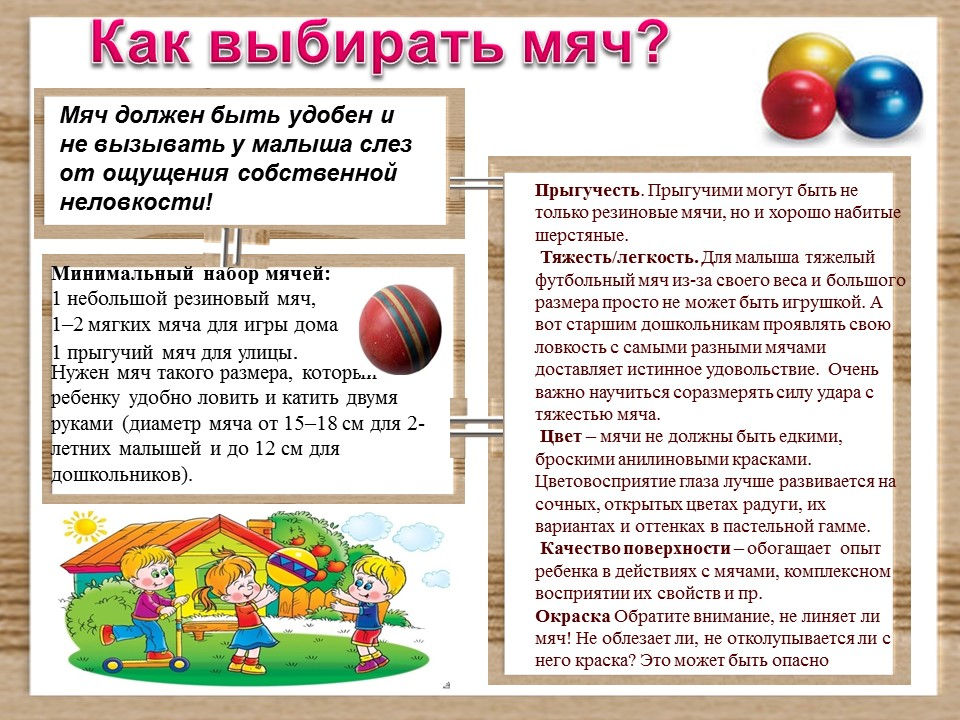 Как выбирать мяч?
Мяч должен быть удобен и
не вызывать у малыша слез
от ощущения собственной
неловкости!
Минимальный набор мячей:
1 небольшой резиновый мяч,
1–2 мягких мяча для игры дома
1 прыгучий мяч для улицы.
Нужен мяч такого размера, который
ребенку удобно ловить и катить двумя
руками (диаметр мяча от 15–18 см для 2-
летних малышей и до 12 см для
дошкольников).
Прыгучесть. Прыгучими могут быть не
только резиновые мячи, но и хорошо набитые
шерстяные.
Тяжесть/легкость. Для малыша тяжелый
футбольный мяч из-за своего веса и большого
размера просто не может быть игрушкой. А
вот старшим дошкольникам проявлять свою
ловкость с самыми разными мячами
доставляет истинное удовольствие. Очень
важно научиться соразмерять силу удара с
тяжестью мяча.
Цвет – мячи не должны быть едкими,
броскими анилиновыми красками.
Цветовосприятие глаза лучше развивается на
сочных, открытых цветах радуги, их
вариантах и оттенках в пастельной гамме.
Качество поверхности – обогащает опыт
ребенка в действиях с мячами, комплексном
восприятии их свойств и пр.
Окраска Обратите внимание, не линяет ли
мяч! Не облезает ли, не отколупывается ли с
него краска? Это может быть опасно